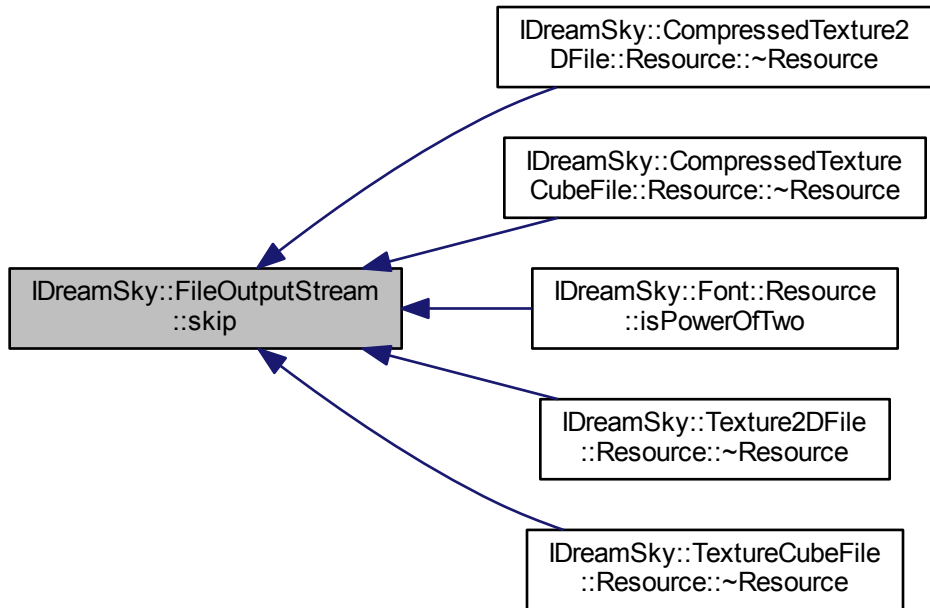 IDreamSky::CompressedTexture2
DFile::Resource::~Resource
IDreamSky::CompressedTexture
CubeFile::Resource::~Resource
IDreamSky::FileOutputStream
::skip
IDreamSky::Font::Resource
::isPowerOfTwo
IDreamSky::Texture2DFile
::Resource::~Resource
IDreamSky::TextureCubeFile
::Resource::~Resource